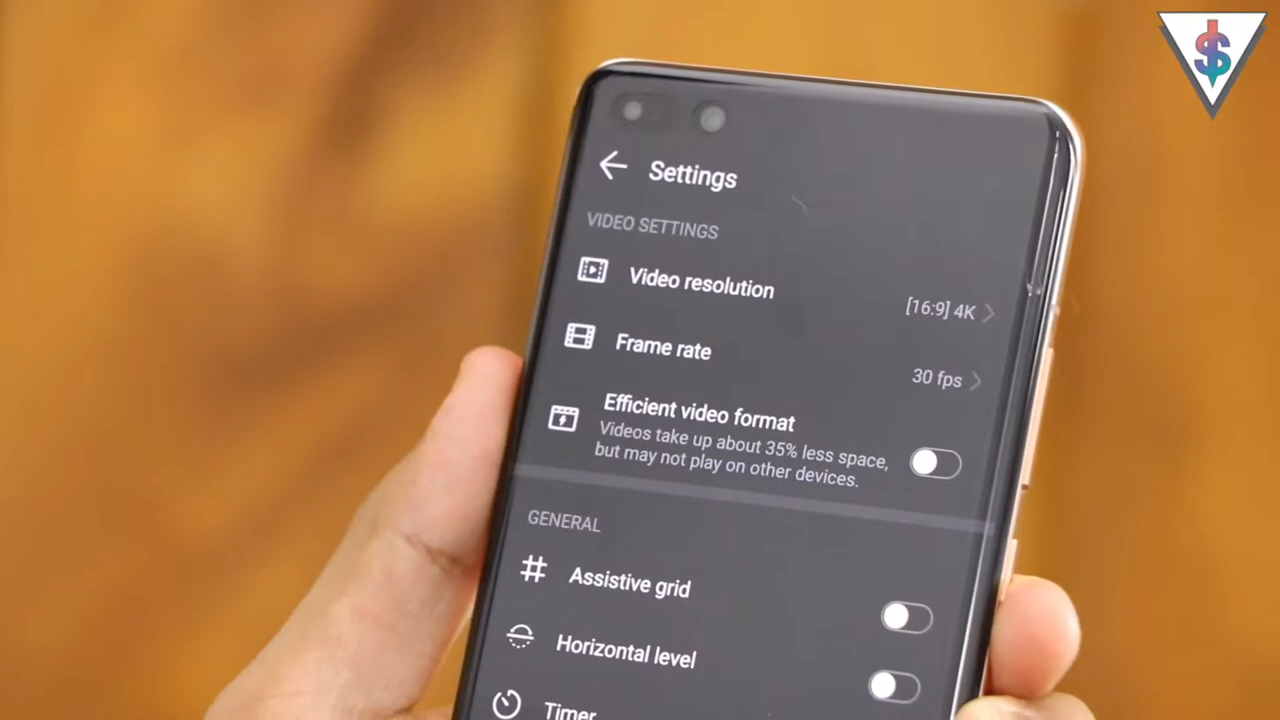 Settings
VIDEO SETTINGS
Video resolution
[16:9] 4K
Frame rate
30 fps
Efficient video format
Videos take up about 35% less space,
but may not play on other devices.
GENERAL
Assistive grid
Horizontal level
Timer
$